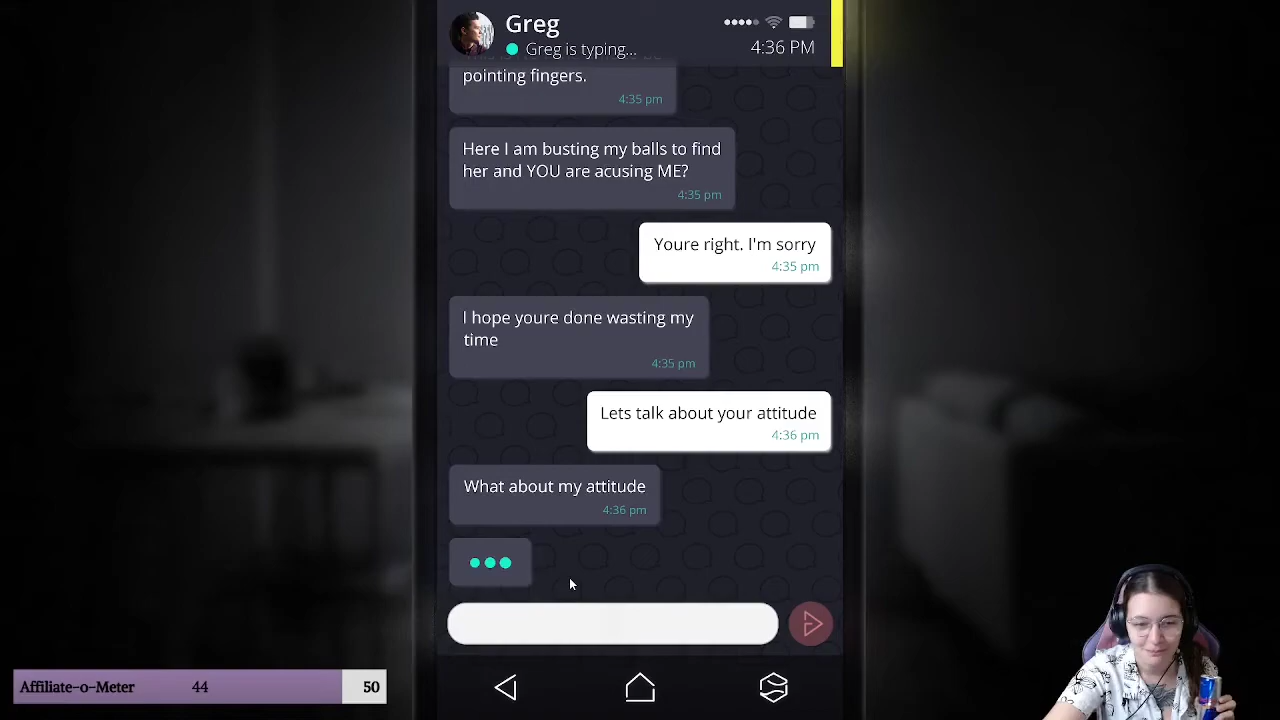 Greg
Greg is typing...
4:36 PM
pointing fingers.
4:35 pm
Here I am busting my balls to find
her and YOU are acusing ME?
4:35 pm
Youre right. I'm sorry
4:35 pm
I hope youre done wasting my
time
4:35 pm
Lets talk about your attitude
4:36 pm
What about my attitude
4:36 pm
Affiliate-o-Meter 44 50